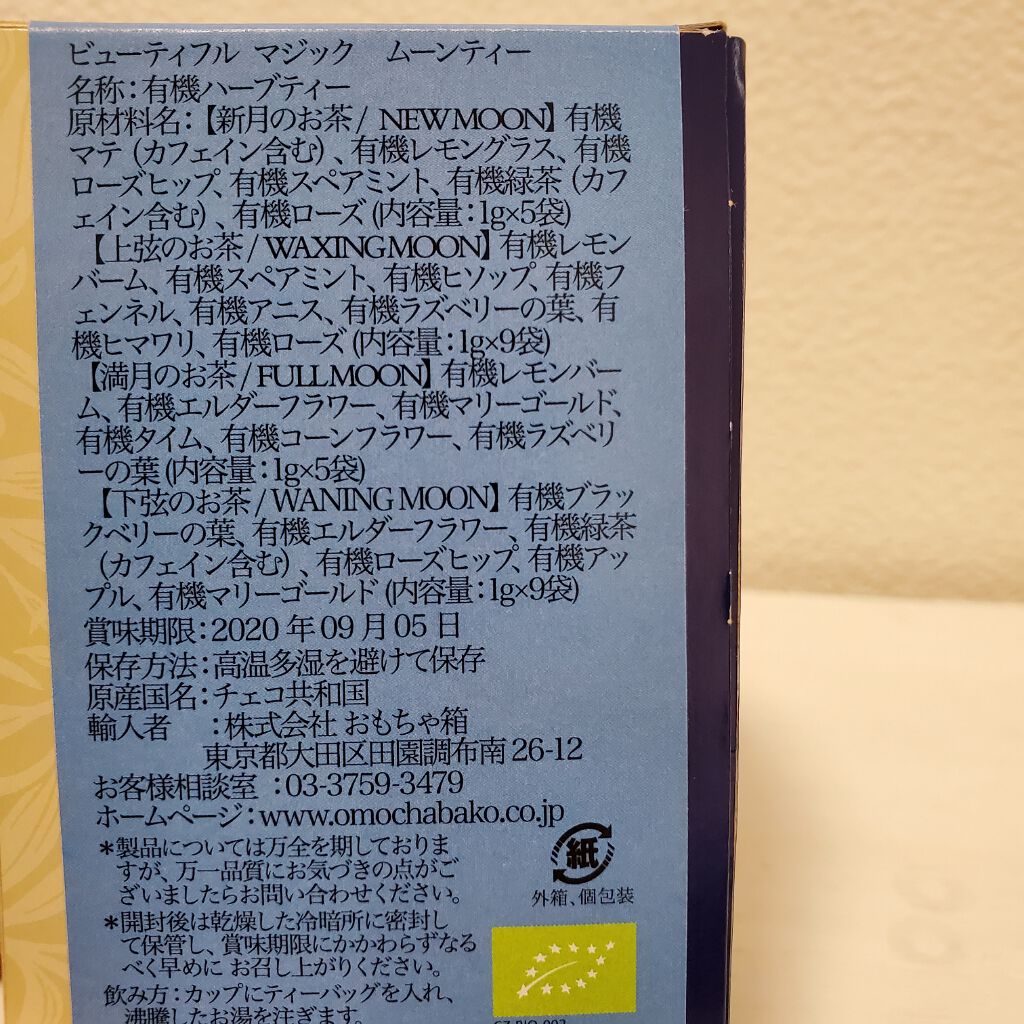 ビューティフル マジック　ムーンティー
名称：有機ハーブティー
原材料名：【新月のお茶/ NEW MOON】有機
マテ（カフェイン含む）、有機レモングラス、有機
ローズヒップ、有機スペアミント、有機緑茶（カフ
ェイン含む）、有機ローズ（内容量：1g×5袋）
【上弦のお茶/ WAXING MOON】有機レモン
バーム、有機スペアミント、有機ヒソップ、有機フ
ェンネル、有機アニス、有機ラズベリーの葉、有
機ヒマワリ、有機ローズ（内容量：1g×9袋）
【満月のお茶/ FULL MOON】有機レモンバー
ム、有機エルダーフラワー、有機マリーゴールド、
有機タイム、有機コーンフラワー、有機ラズベリ
ーの葉（内容量：1g×5袋）
【下弦のお茶/ WANING MOON】有機ブラッ
クベリーの葉、有機エルダーフラワー、有機緑茶
（カフェイン含む）、有機ローズヒップ、有機アッ
プル、有機マリーゴールド（内容量：1g×9袋）
賞味期限：2020 年 09 月 05 日
保存方法：高温多湿を避けて保存
原産国名：チェコ共和国
輸入者　：株式会社 おもちゃ箱
東京都大田区田園調布南 26-12
お客様相談室 ：03-3759-3479
ホームページ：www.omochabako.co.jp
＊製品については万全を期しておりま
すが、万一品質にお気づきの点がご
ざいましたらお問い合わせください。
紙
外箱、個包装
＊開封後は乾燥した冷暗所に密封し
て保管し、賞味期限にかかわらずなる
べく早めに お召し上がりください。
飲み方：カップにティーバッグを入れ、
沸騰したお湯を注ぎます。
CZ-BIO-002